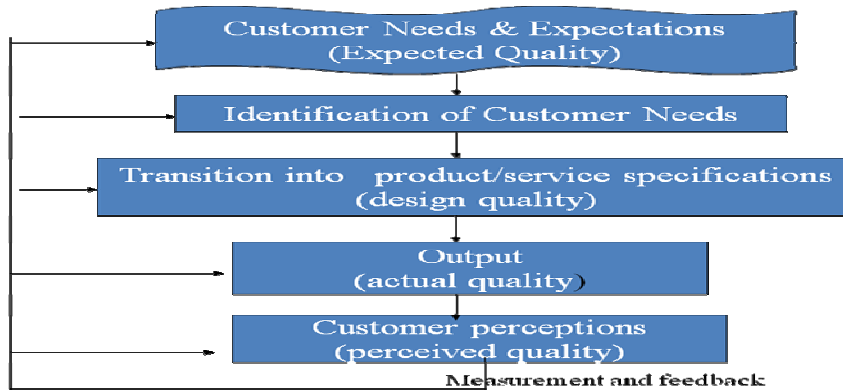 Customer Needs & Expectations
(Expected Quality)
Identification of Customer Needs
Transition into product/service specifications
(design quality)
Output
(actual quality)
Customer perceptions
(perceived quality)
Measurement and feedback